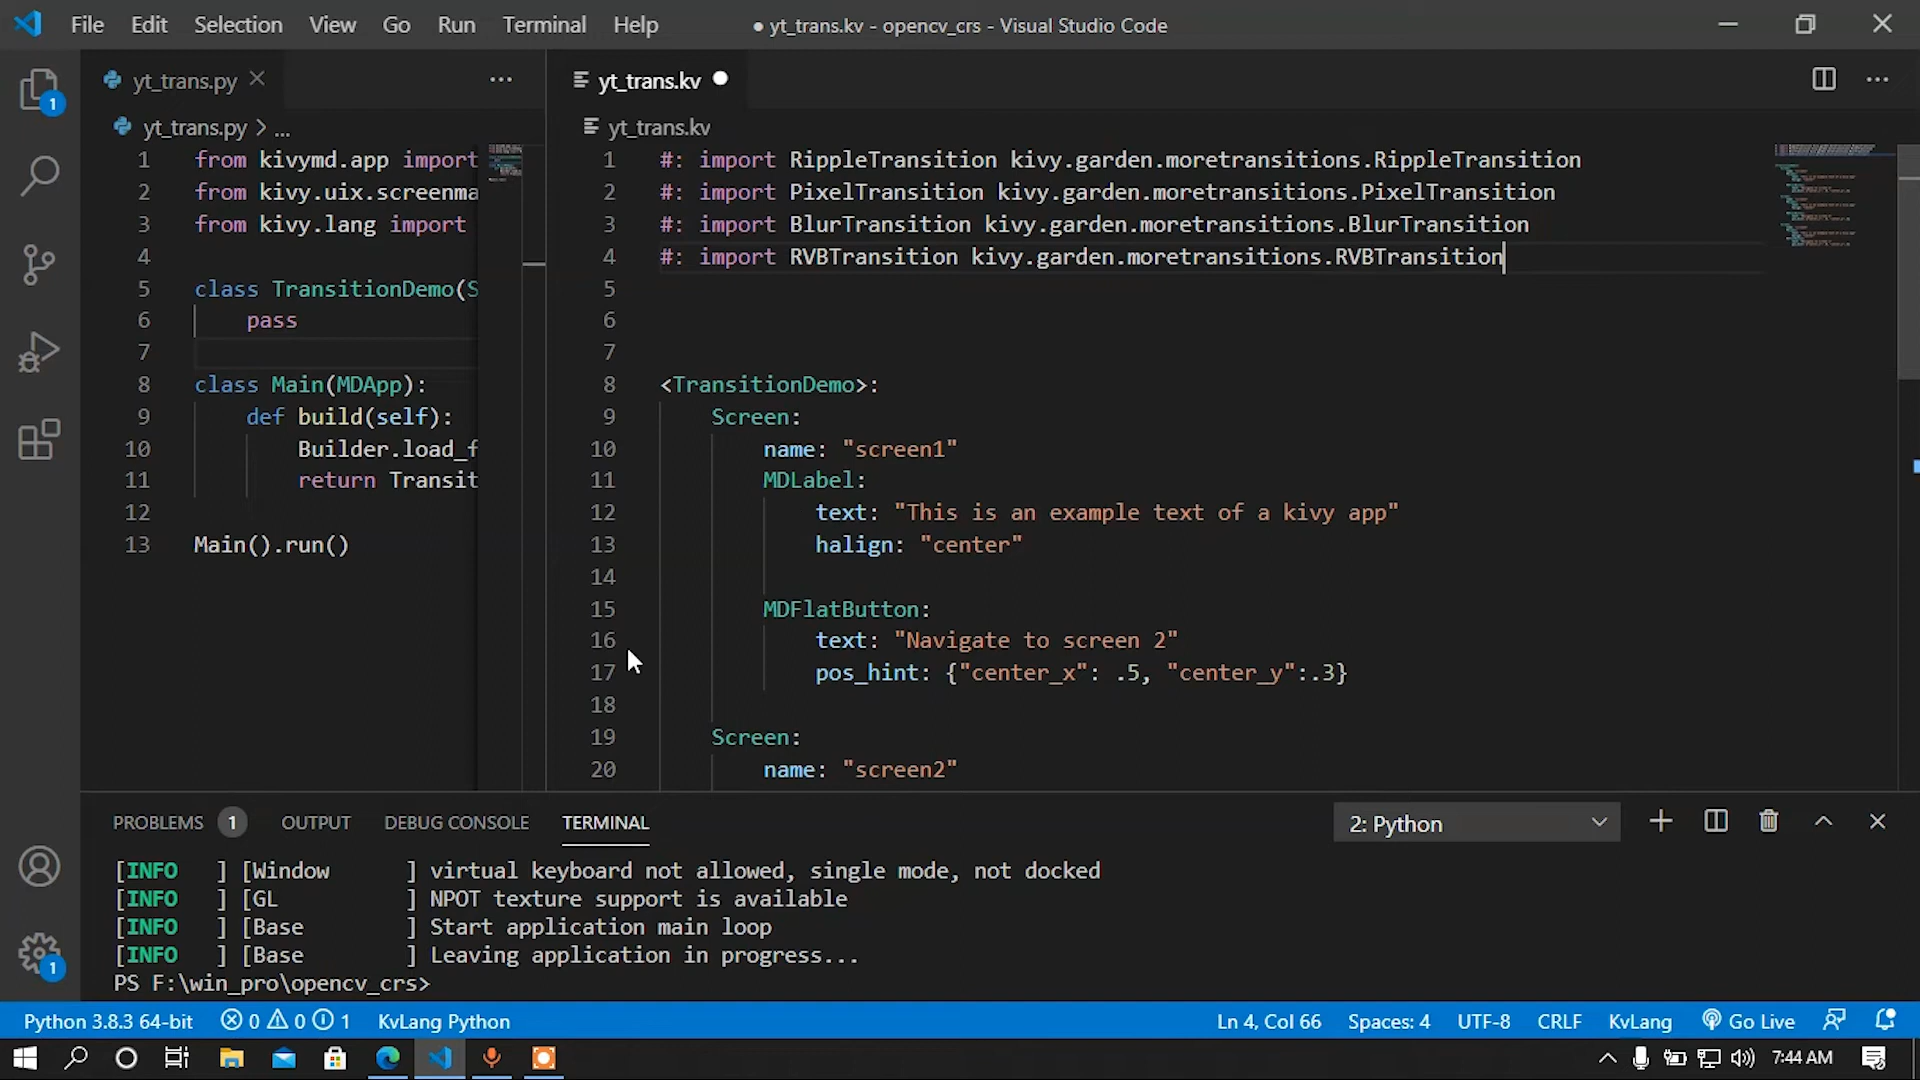 File Edit Selection View Go Run Terminal Help ● yt_trans.kv - opencv_crs - Visual Studio Code
yt_trans.py
yt_trans.py > ...
1 from kivymd.app import
2 from kivy.uix.screenma
3 from kivy.lang import
4
5 class TransitionDemo(S
6 pass
7
8 class Main(MDApp):
9 def build(self):
10 Builder.load_f
11 return Transit
12
13 Main().run()
yt_trans.kv
yt_trans.kv
1 #: import RippleTransition kivy.garden.moretransitions.RippleTransition
2 #: import PixelTransition kivy.garden.moretransitions.PixelTransition
3 #: import BlurTransition kivy.garden.moretransitions.BlurTransition
4 #: import RVBTransition kivy.garden.moretransitions.RVBTransition
5
6
7
8 <TransitionDemo>:
9 Screen:
10 name: "screen1"
11 MDLabel:
12 text: "This is an example text of a kivy app"
13 halign: "center"
14
15 MDFlatButton:
16 text: "Navigate to screen 2"
17 pos_hint: {"center_x": .5, "center_y":.3}
18
19 Screen:
20 name: "screen2"
1
1
PROBLEMS 1 OUTPUT DEBUG CONSOLE TERMINAL 2: Python
[INFO ] [Window ] virtual keyboard not allowed, single mode, not docked
[INFO ] [GL ] NPOT texture support is available
[INFO ] [Base ] Start application main loop
[INFO ] [Base ] Leaving application in progress...
PS F:\win_pro\opencv_crs>
Python 3.8.3 64-bit 0 0 1 KvLang Python Ln 4, Col 66 Spaces: 4 UTF-8 CRLF KvLang Go Live
7:44 AM